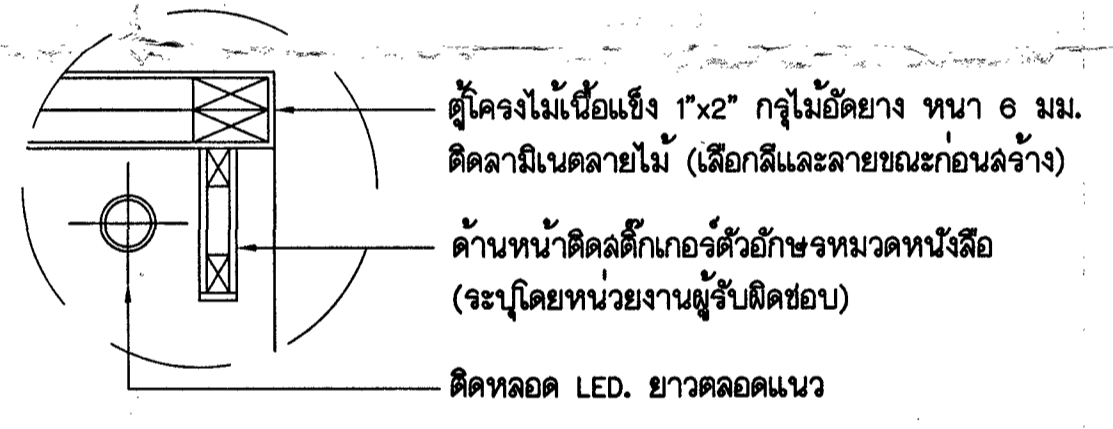 ตู้โครงไม้เนื้อแข็ง 1"x2" กรุไม้อัดยาง หนา 6 มม.
ติดลามิเนตลายไม้ (เลือกสีและลายขณะก่อนสร้าง)
ด้านหน้าติดสติ๊กเกอร์ตัวอักษรหมวดหนังสือ
(ระบุโดยหน่วยงานผู้รับผิดชอบ)
ติดหลอด LED. ยาวตลอดแนว